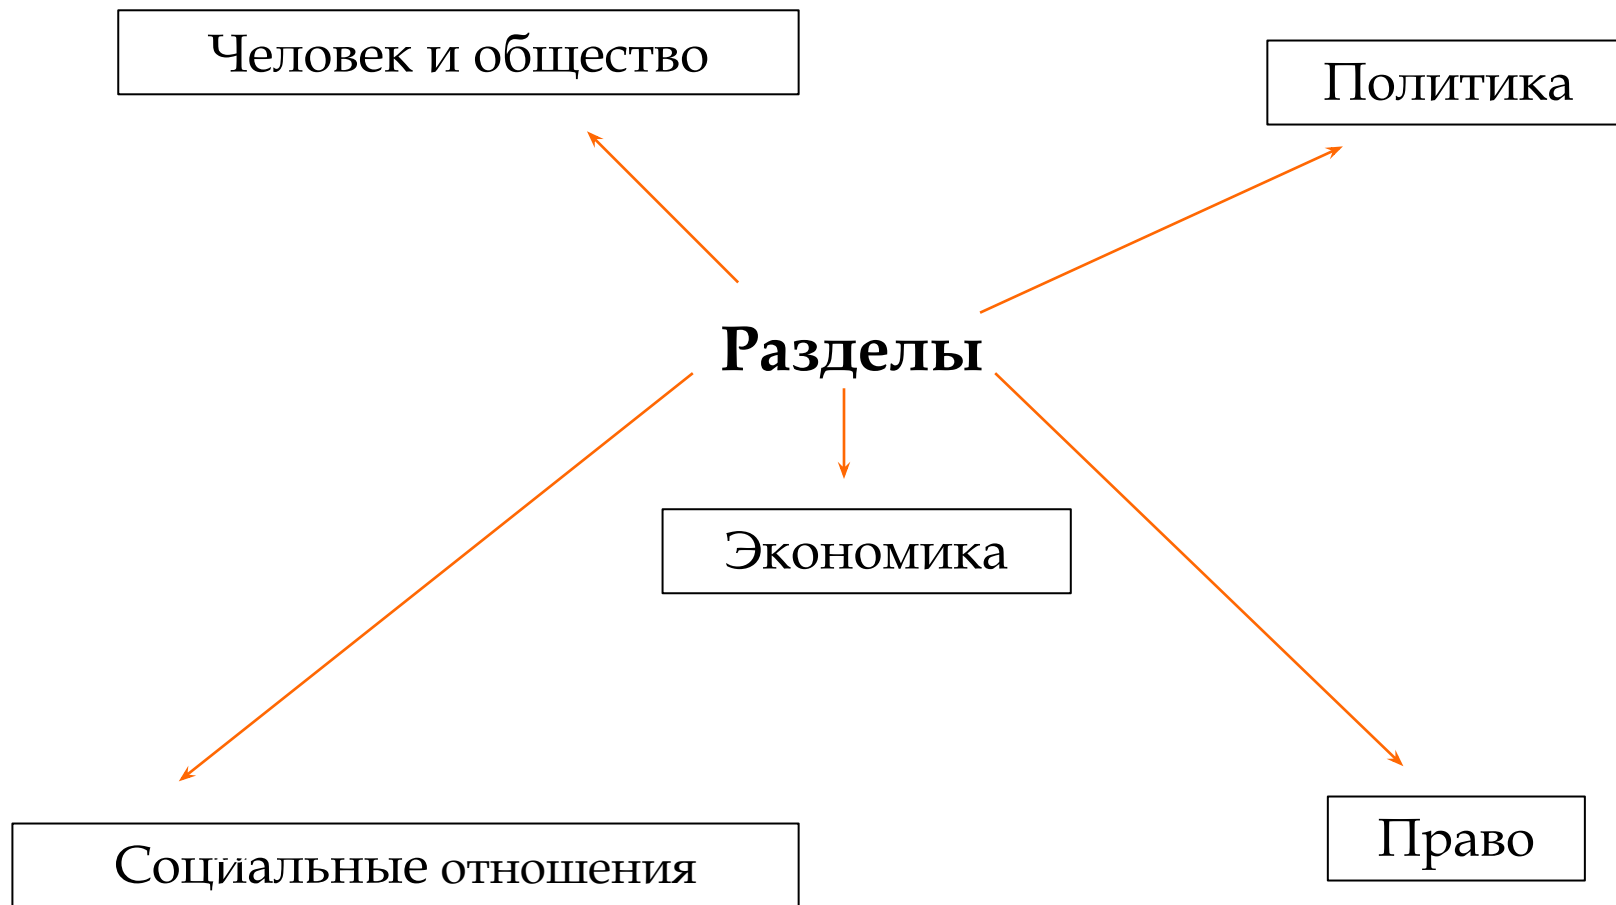 Человек и общество
Политика
Разделы
Экономика
Социальные отношения
Право